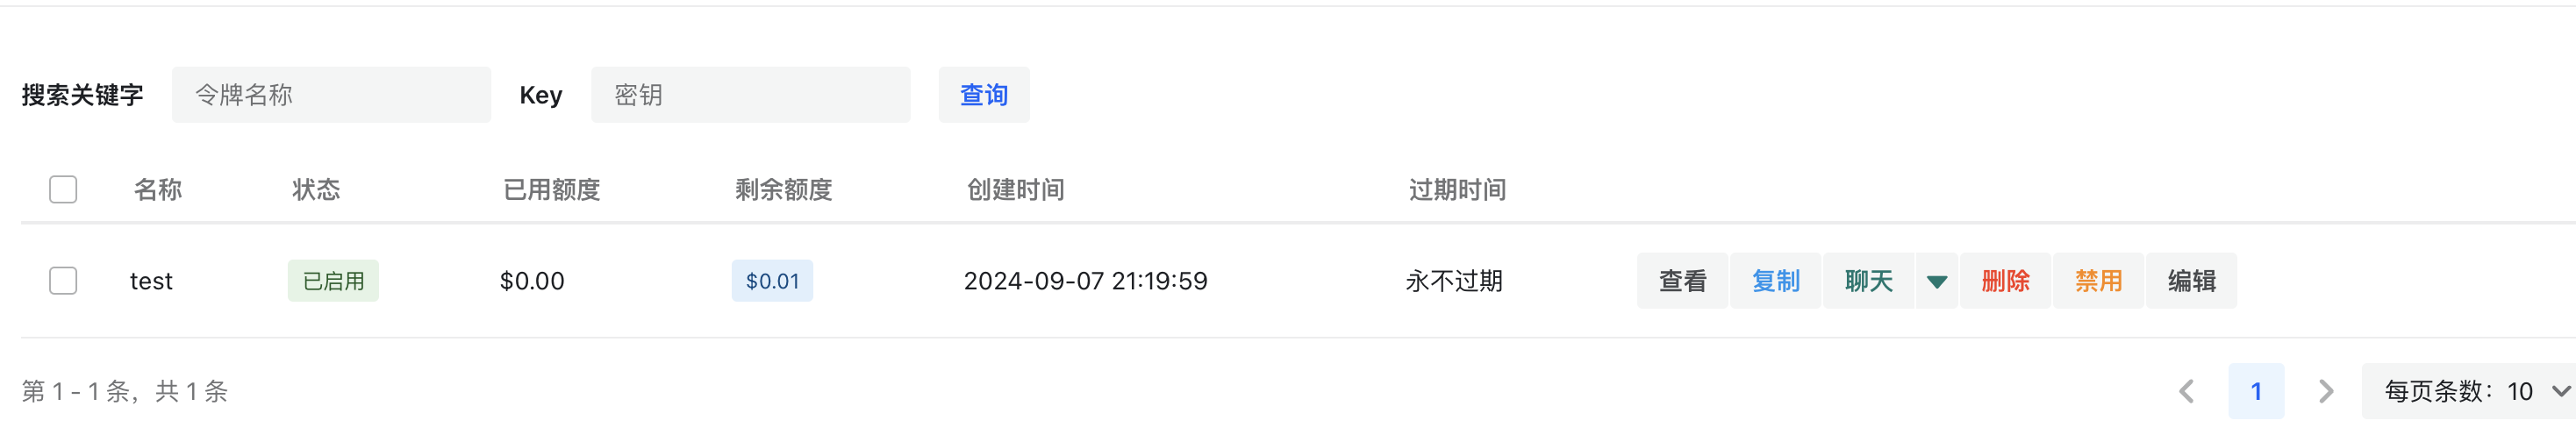 搜索关键字 令牌名称 Key 密钥 查询
名称 状态 已用额度 剩余额度 创建时间 过期时间
test 已启用 $0.00 $0.01 2024-09-07 21:19:59 永不过期 查看 复制 聊天 删除 禁用 编辑
第 1 - 1 条，共 1 条 1 每页条数：10